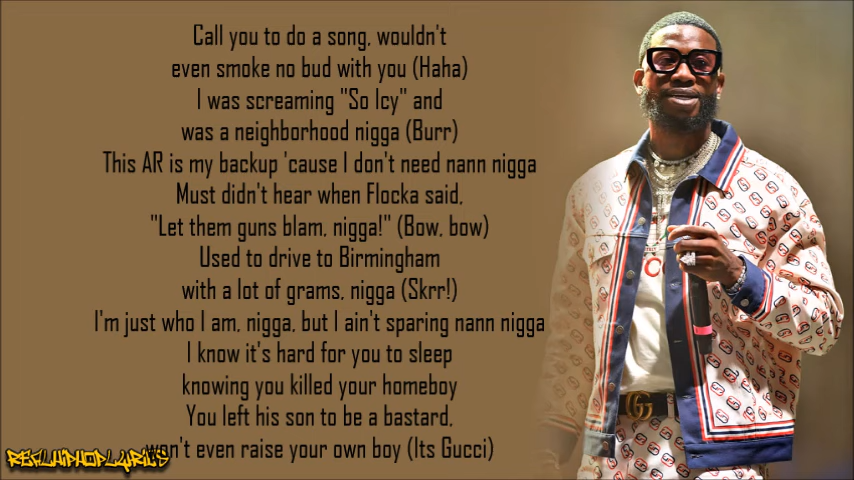 Call you to do a song, wouldn't
even smoke no bud with you (Haha)
I was screaming "So Icy" and
was a neighborhood nigga (Burr)
This AR is my backup 'cause I don't need nann nigga
Must didn't hear when Flocka said,
"Let them guns blam, nigga!" (Bow, bow)
Used to drive to Birmingham
with a lot of grams, nigga (Skrr!)
I'm just who I am, nigga, but I ain't sparing nann nigga
I know it's hard for you to sleep
knowing you killed your homeboy
You left his son to be a bastard,
won't even raise your own boy (Its Gucci)
REFLHIPHOPLYRICS